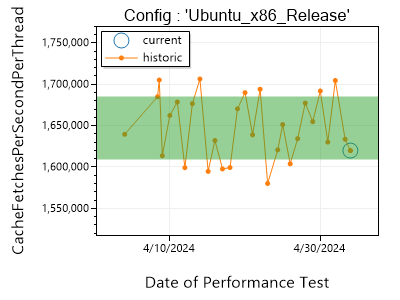 Config : 'Ubuntu_x86_Release'
CacheFetchesPerSecondPerThread
1,750,000
1,700,000
1,650,000
1,600,000
1,550,000
current
historic
4/10/2024
4/30/2024
Date of Performance Test